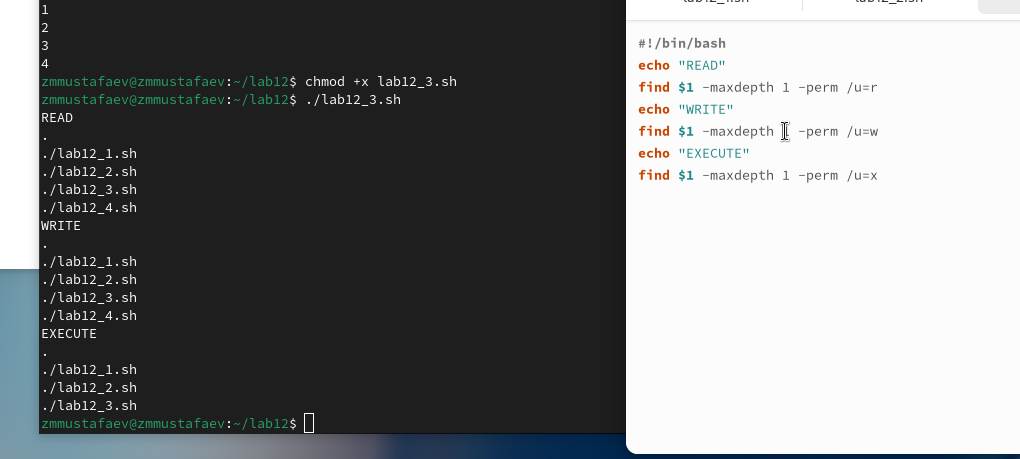 1
2
3
4
zmmustafaev@zmmustafaev:~/lab12$ chmod +x lab12_3.sh
zmmustafaev@zmmustafaev:~/lab12$ ./lab12_3.sh
READ
.
./lab12_1.sh
./lab12_2.sh
./lab12_3.sh
./lab12_4.sh
WRITE
.
./lab12_1.sh
./lab12_2.sh
./lab12_3.sh
./lab12_4.sh
EXECUTE
.
./lab12_1.sh
./lab12_2.sh
./lab12_3.sh
zmmustafaev@zmmustafaev:~/lab12$
#!/bin/bash
echo "READ"
find $1 -maxdepth 1 -perm /u=r
echo "WRITE"
find $1 -maxdepth -perm /u=w
echo "EXECUTE"
find $1 -maxdepth 1 -perm /u=x